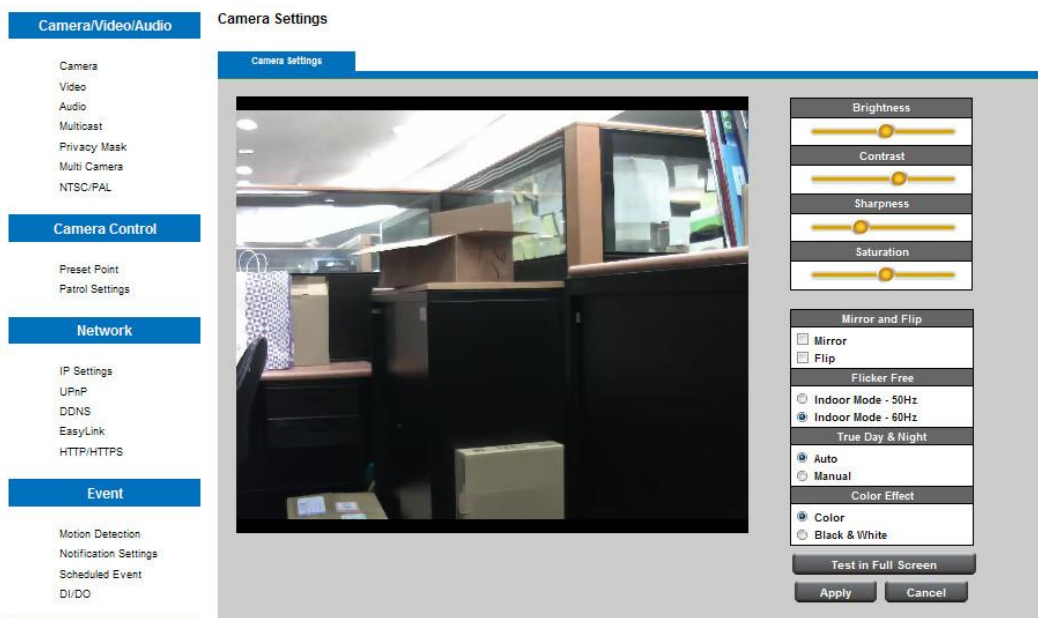 Camera/Video/Audio
Camera
Video
Audio
Multicast
Privacy Mask
Multi Camera
NTSC/PAL
Camera Control
Preset Point
Patrol Settings
Network
IP Settings
UPnP
DDNS
EasyLink
HTTP/HTTPS
Event
Motion Detection
Notification Settings
Scheduled Event
DI/DO
Camera Settings
Camera Settings
Brightness
Contrast
Sharpness
Saturation
Mirror and Flip
Mirror
Flip
Flicker Free
Indoor Mode - 50Hz
Indoor Mode - 60Hz
True Day & Night
Auto
Manual
Color Effect
Color
Black & White
Test in Full Screen
Apply Cancel